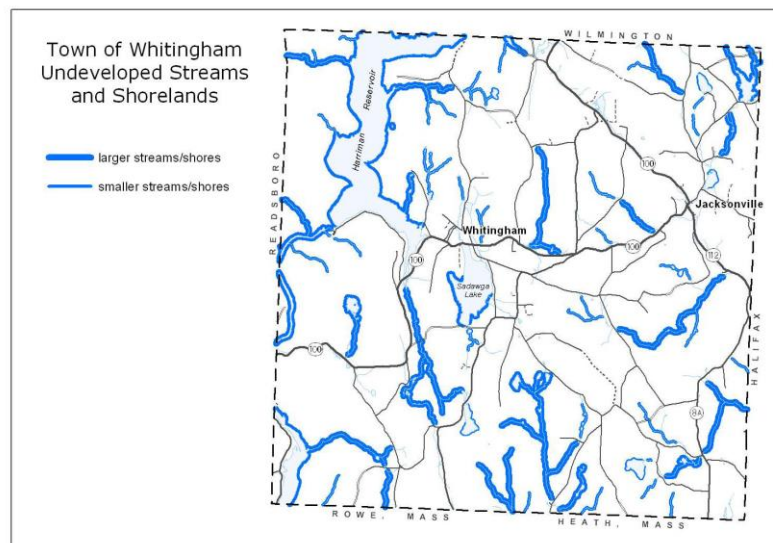 Town of Whitingham
Undeveloped Streams
and Shorelands
larger streams/shores
smaller streams/shores
WILMINGTON
READSBORO
Harriman Reservoir
100
Jacksonville
Whitingham
100
100
112
Sadawga
Lake
HALIFAX
100
8A
ROWE, MASS
HEATH, MASS